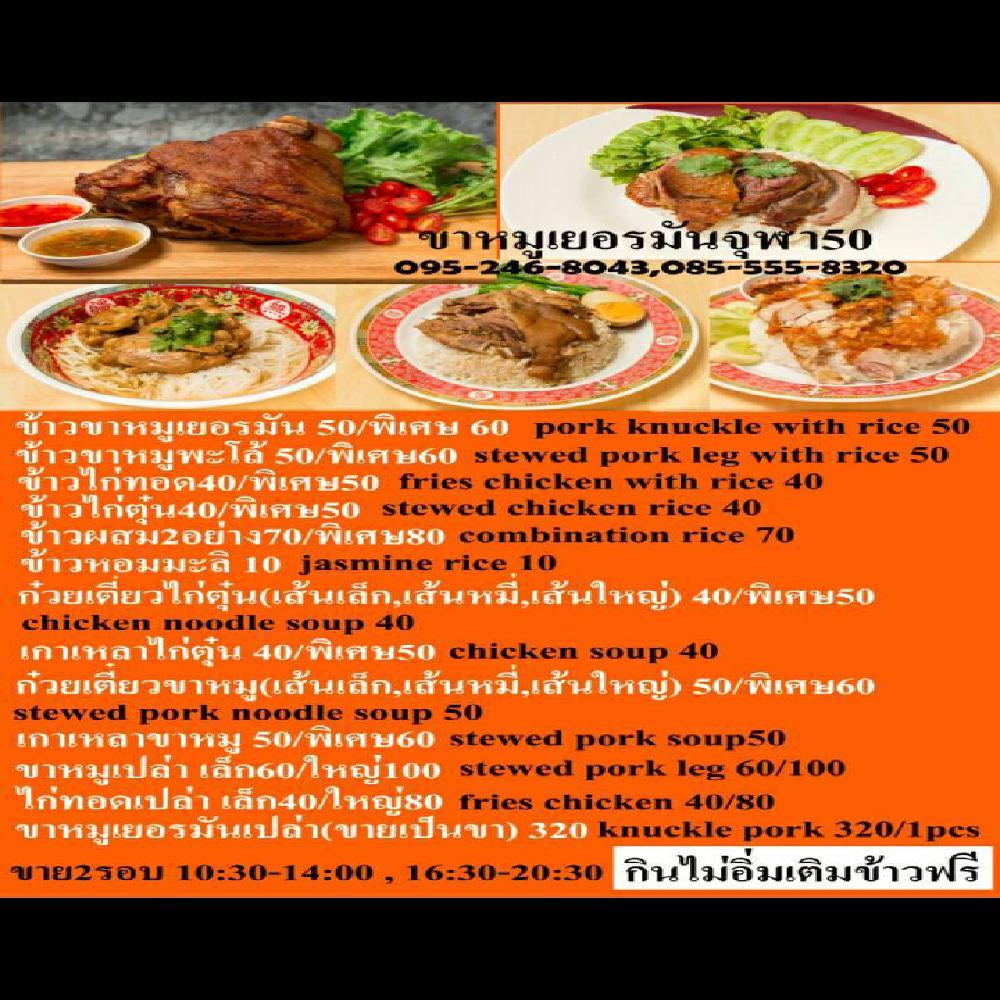 ขาหมูเยอรมันจุฬา50
095-246-8043,085-555-8320
ข้าวขาหมูเยอรมัน 50/พิเศษ 60 pork knuckle with rice 50
ข้าวขาหมูพะโล้ 50/พิเศษ60 stewed pork leg with rice 50
ข้าวไก่ทอด40/พิเศษ50 fries chicken with rice 40
ข้าวไก่ตุ๋น40/พิเศษ50 stewed chicken rice 40
ข้าวผสม2อย่าง70/พิเศษ80 combination rice 70
ข้าวหอมมะลิ 10 jasmine rice 10
ก๋วยเตี๋ยวไก่ตุ๋น(เส้นเล็ก,เส้นหมี่,เส้นใหญ่) 40/พิเศษ50
chicken noodle soup 40
เกาเหลาไก่ตุ๋น 40/พิเศษ50 chicken soup 40
ก๋วยเตี๋ยวขาหมู(เส้นเล็ก,เส้นหมี่,เส้นใหญ่) 50/พิเศษ60
stewed pork noodle soup 50
เกาเหลาขาหมู 50/พิเศษ60 stewed pork soup50
ขาหมูเปล่า เล็ก60/ใหญ่100 stewed pork leg 60/100
ไก่ทอดเปล่า เล็ก40/ใหญ่80 fries chicken 40/80
ขาหมูเยอรมันเปล่า(ขายเป็นขา) 320 knuckle pork 320/1pcs
ขาย2รอบ 10:30-14:00 , 16:30-20:30 กินไม่อิ่มเติมข้าวฟรี